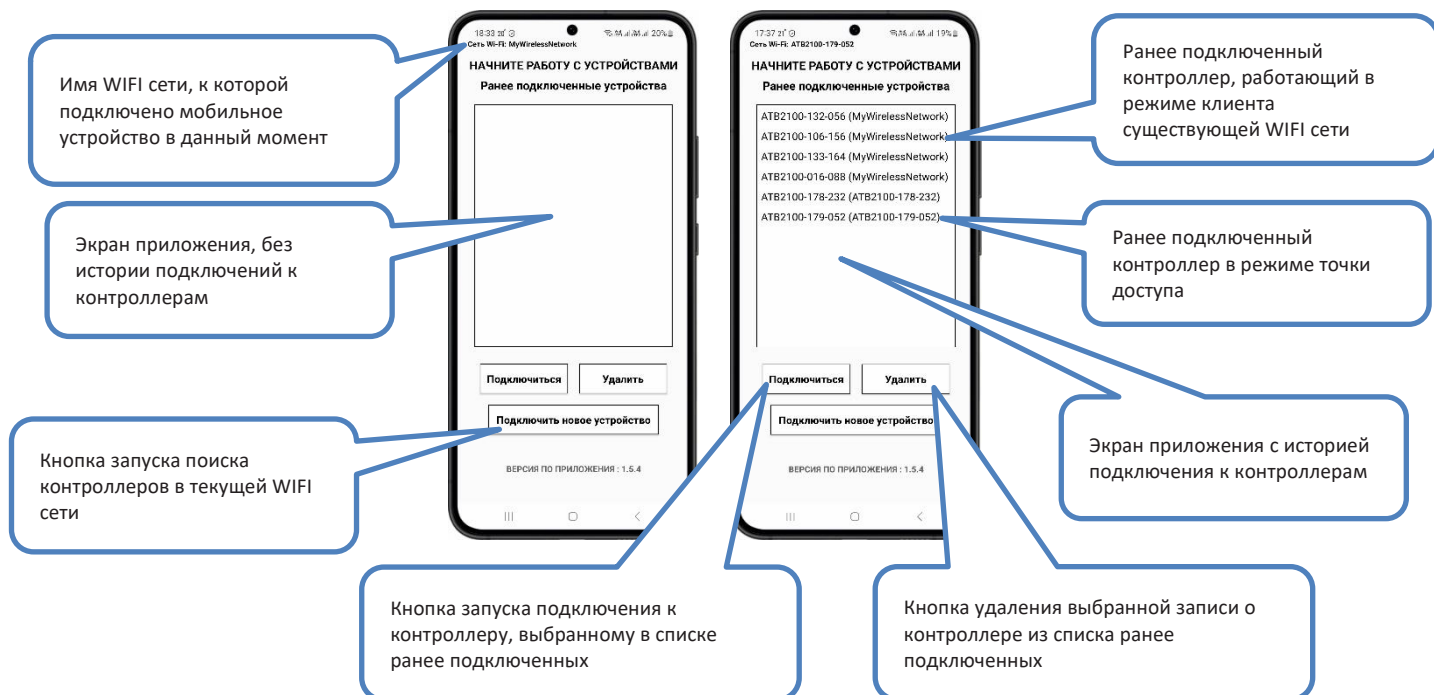 Имя WIFI сети, к которой
подключено мобильное
устройство в данный момент
Экран приложения, без
истории подключений к
контроллерам
Кнопка запуска поиска
контроллеров в текущей WIFI
сети
18:33
20%
Сеть Wi-Fi: MyWirelessNetwork
НАЧНИТЕ РАБОТУ С УСТРОЙСТВАМИ
Ранее подключенные устройства
Подключиться
Удалить
Подключить новое устройство
ВЕРСИЯ ПО ПРИЛОЖЕНИЯ : 1.5.4
17:37
19%
Сеть Wi-Fi: ATB2100-179-052
НАЧНИТЕ РАБОТУ С УСТРОЙСТВАМИ
Ранее подключенные устройства
ATB2100-132-056 (MyWirelessNetwork)
ATB2100-106-156 (MyWirelessNetwork)
ATB2100-133-164 (MyWirelessNetwork)
ATB2100-016-088 (MyWirelessNetwork)
ATB2100-178-232 (ATB2100-178-232)
ATB2100-179-052 (ATB2100-179-052)
Подключиться
Удалить
Подключить новое устройство
ВЕРСИЯ ПО ПРИЛОЖЕНИЯ : 1.5.4
Ранее подключенный
контроллер, работающий в
режиме клиента
существующей WIFI сети
Ранее подключенный
контроллер в режиме точки
доступа
Экран приложения с историей
подключения к контроллерам
Кнопка запуска подключения к
контроллеру, выбранному в списке
ранее подключенных
Кнопка удаления выбранной записи о
контроллере из списка ранее
подключенных